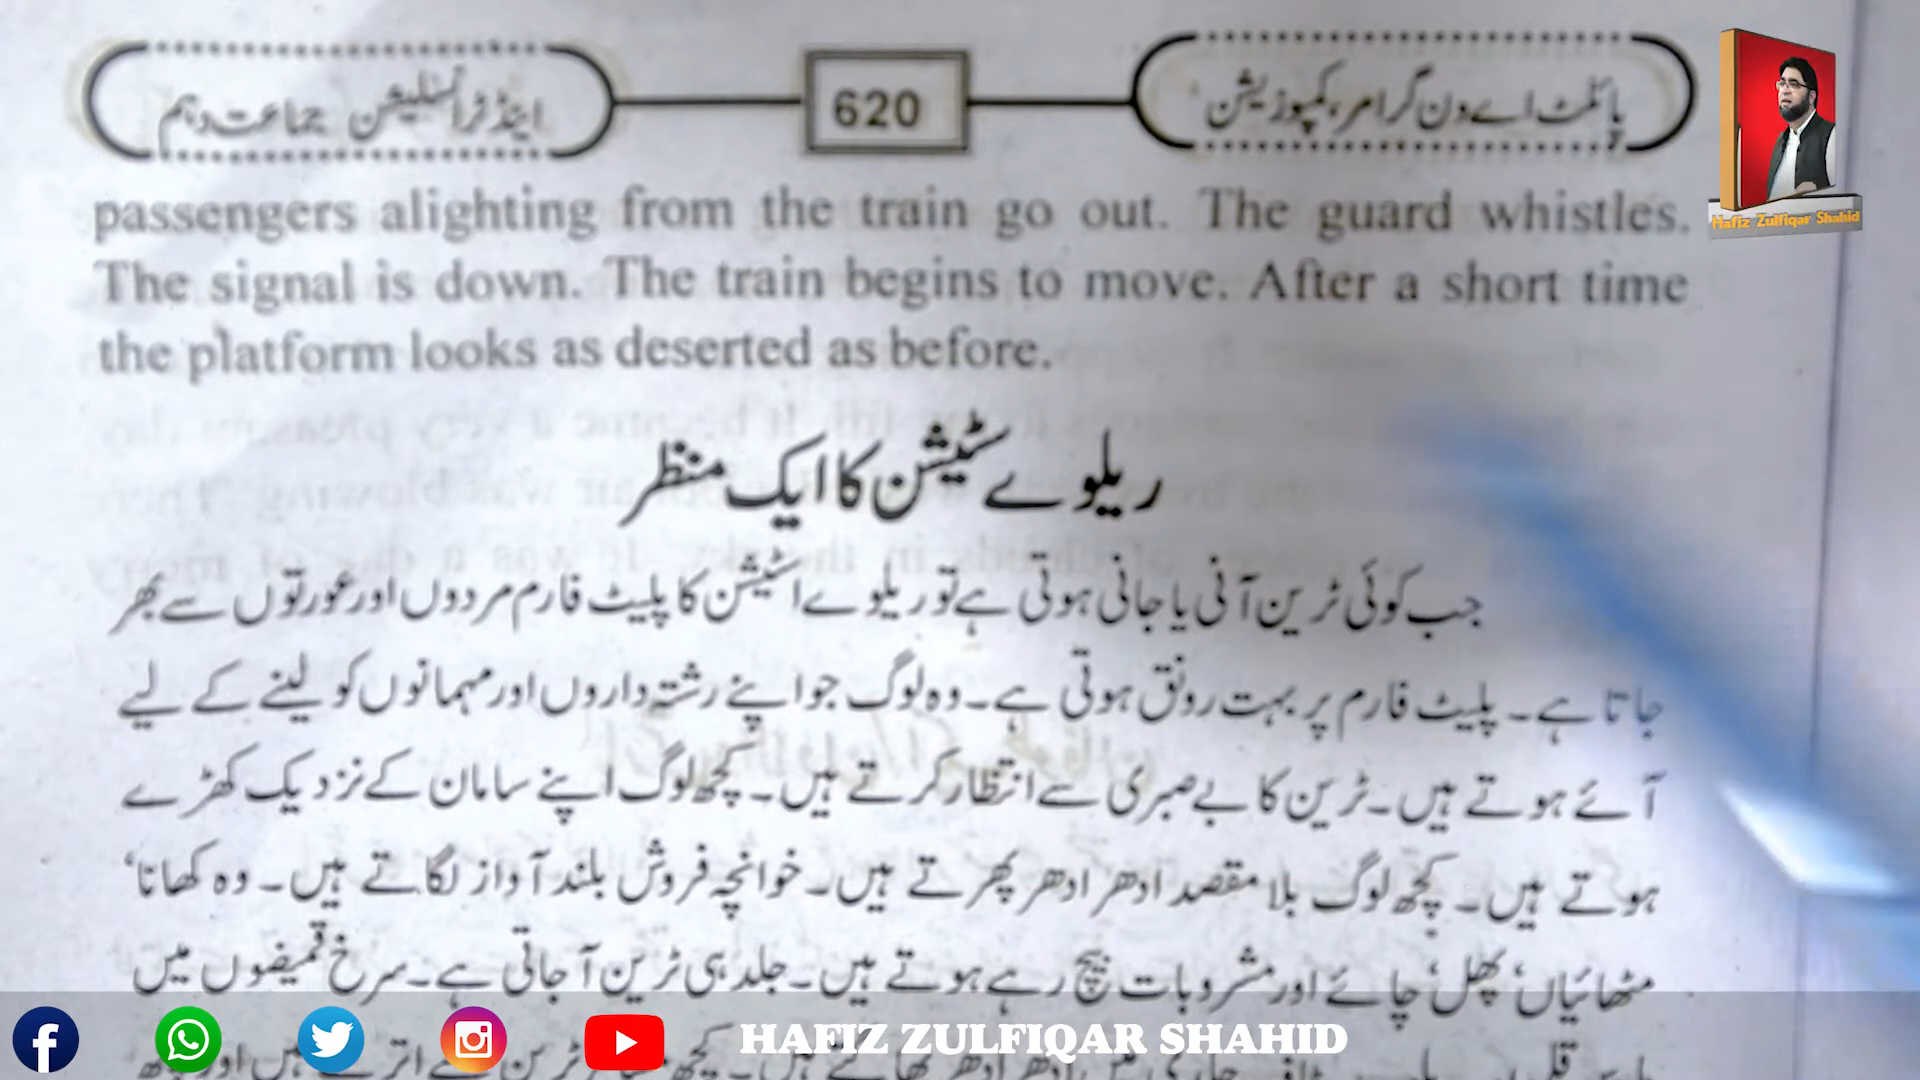 پائلٹ اے ون گرامر، کمپوزیشن
620
اینڈ ٹرانسلیشن جماعت دہم
Hafiz Zulfiqar Shahid
passengers alighting from the train go out. The guard whistles.
The signal is down. The train begins to move. After a short time
the platform looks as deserted as before.
ریلوے سٹیشن کا ایک منظر
جب کوئی ٹرین آنی یا جانی ہوتی ہے تو ریلوے اسٹیشن کا پلیٹ فارم مردوں اور عورتوں سے بھر
جاتا ہے۔ پلیٹ فارم پر بہت رونق ہوتی ہے۔ وہ لوگ جو اپنے رشتہ داروں اور مہمانوں کو لینے کے لیے
آئے ہوتے ہیں۔ ٹرین کا بے صبری سے انتظار کرتے ہیں۔ کچھ لوگ اپنے سامان کے نزدیک کھڑے
ہوتے ہیں۔ کچھ لوگ بلا مقصد ادھر ادھر پھرتے ہیں۔ خوانچہ فروش بلند آواز لگاتے ہیں۔ وہ کھانا‘
مٹھائیاں‘ پھل‘ چائے اور مشروبات بیچ رہے ہوتے ہیں۔ جلد ہی ٹرین آ جاتی ہے۔ سرخ قمیضوں میں
HAFIZ ZULFIQAR SHAHID